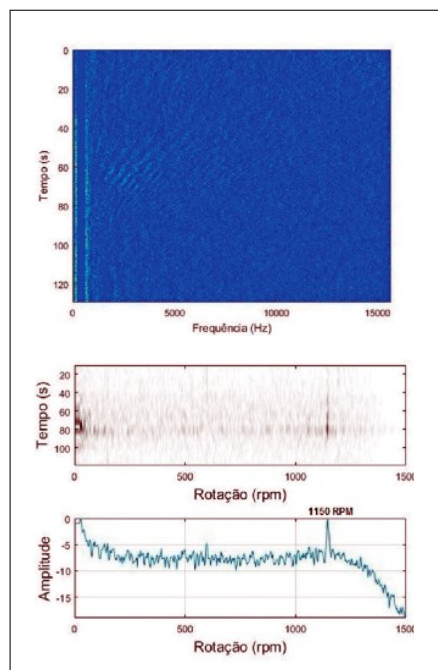 0
20
40
60
80
100
120
Tempo (s)
0 5000 10000 15000
Frequência (Hz)
20
40
60
80
100
Tempo (s)
0 500 1000 1500
Rotação (rpm)
1150 RPM
0
-5
-10
-15
Amplitude
0 500 1000 1500
Rotação (rpm)